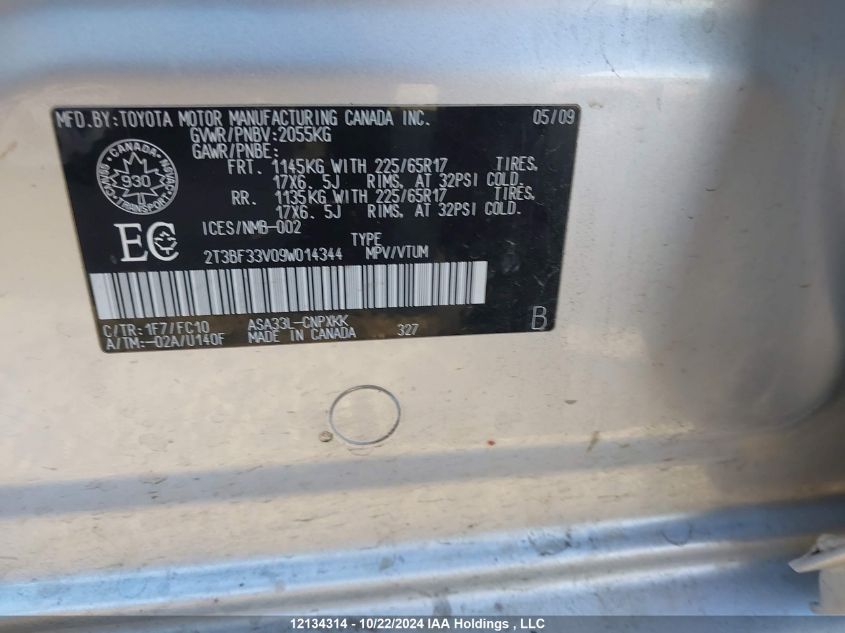 MFD.BY:TOYOTA MOTOR MANUFACTURING CANADA INC. 05/09
GVWR/PNBV:2055KG
GAWR/PNBE:
FRT. 1145KG WITH 225/65R17 TIRES,
17X6. 5J RIMS, AT 32PSI COLD.
RR. 1135KG WITH 225/65R17 TIRES,
17X6. 5J RIMS, AT 32PSI COLD.
CANADA
930
TRANSPORT
ICES/NMB-002
EC
TYPE
2T3BF33V09W014344 MPV/VTUM
C/TR:1F7/FC10 ASA33L-CNPXKK
A/TM:-02A/U140F MADE IN CANADA 327 B
12134314 - 10/22/2024 IAA Holdings , LLC